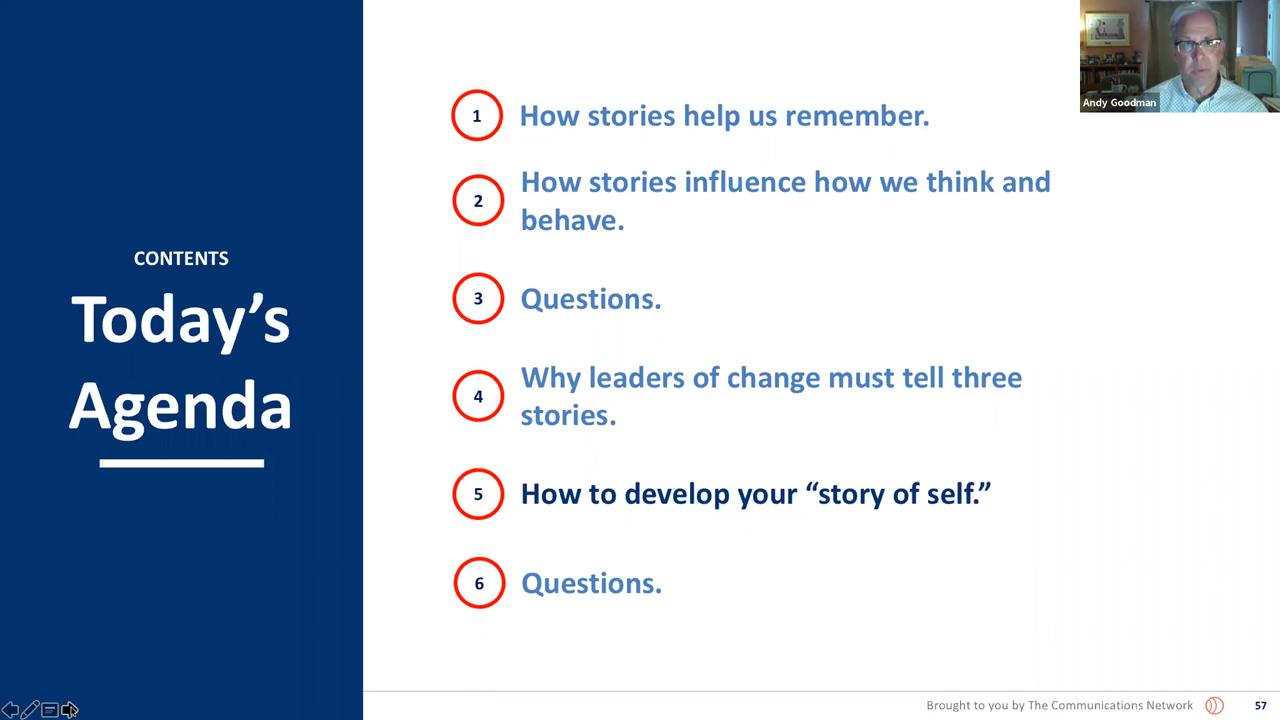 CONTENTS
Today’s
Agenda
1
How stories help us remember.
2
How stories influence how we think and
behave.
3
Questions.
4
Why leaders of change must tell three
stories.
5
How to develop your “story of self.”
6
Questions.
Andy Goodman
Brought to you by The Communications Network
57